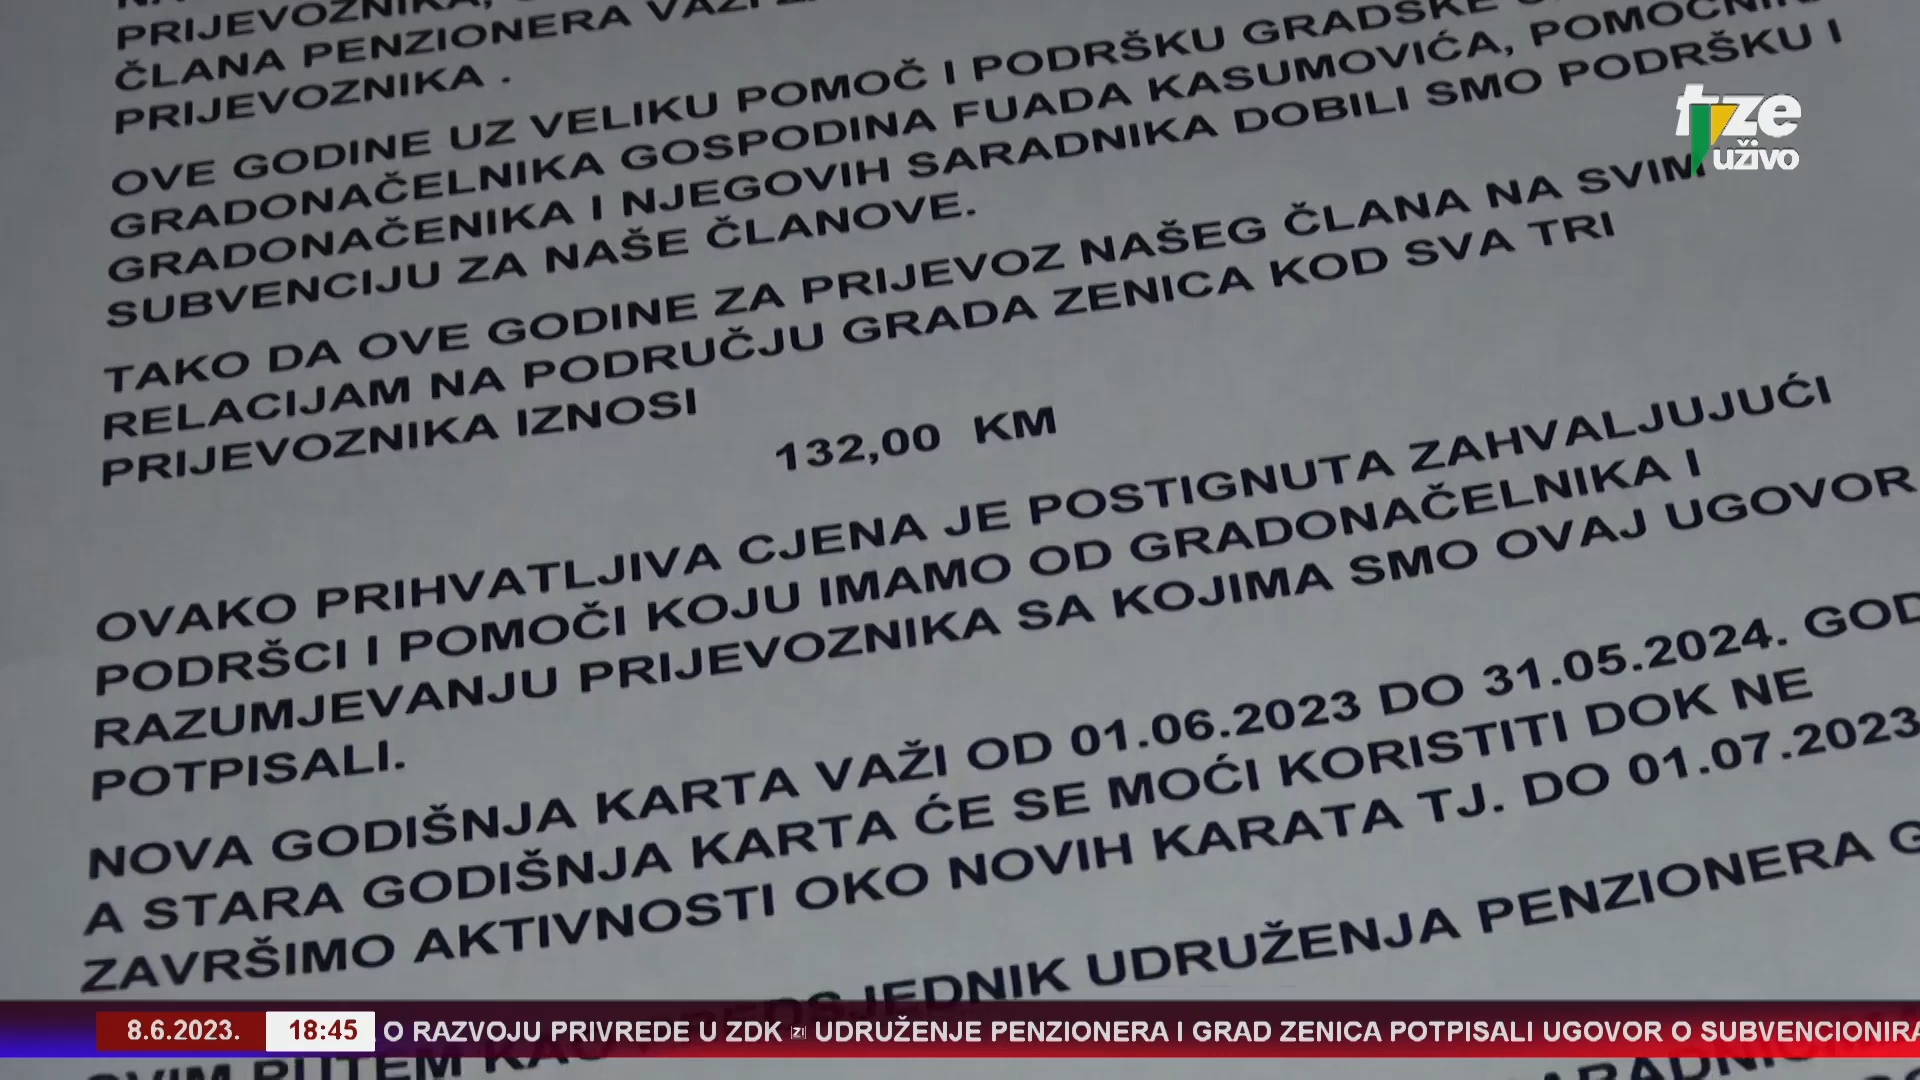 PRIJEVOZNIKA,
ČLANA PENZIONERA VAŽI
PRIJEVOZNIKA .
OVE GODINE UZ VELIKU POMOČ I PODRŠKU GRADSKE
GRADONAČELNIKA GOSPODINA FUADA KASUMOVIĆA,
GRADONAČENIKA I NJEGOVIH SARADNIKA DOBILI SMO PODRŠKU I
SUBVENCIJU ZA NAŠE ČLANOVE.
TAKO DA OVE GODINE ZA PRIJEVOZ NAŠEG ČLANA NA SVIM
RELACIJAM NA PODRUČJU GRADA ZENICA KOD SVA TRI
PRIJEVOZNIKA IZNOSI
132,00 KM
OVAKO PRIHVATLJIVA CJENA JE POSTIGNUTA ZAHVALJUJUĆI
PODRŠCI I POMOČI KOJU IMAMO OD GRADONAČELNIKA I
RAZUMJEVANJU PRIJEVOZNIKA SA KOJIMA SMO OVAJ UGOVOR
POTPISALI.
NOVA GODIŠNJA KARTA VAŽI OD 01.06.2023 DO 31.05.2024. GOD
A STARA GODIŠNJA KARTA ĆE SE MOĆI KORISTITI DOK NE
ZAVRŠIMO AKTIVNOSTI OKO NOVIH KARATA TJ. DO 01.07.2023
PREDSJEDNIK UDRUŽENJA PENZIONERA G
OVIM PUTEM KAO
tvze
uživo
8.6.2023. 18:45 O RAZVOJU PRIVREDE U ZDK UDRUŽENJE PENZIONERA I GRAD ZENICA POTPISALI UGOVOR O SUBVENCIONIRA